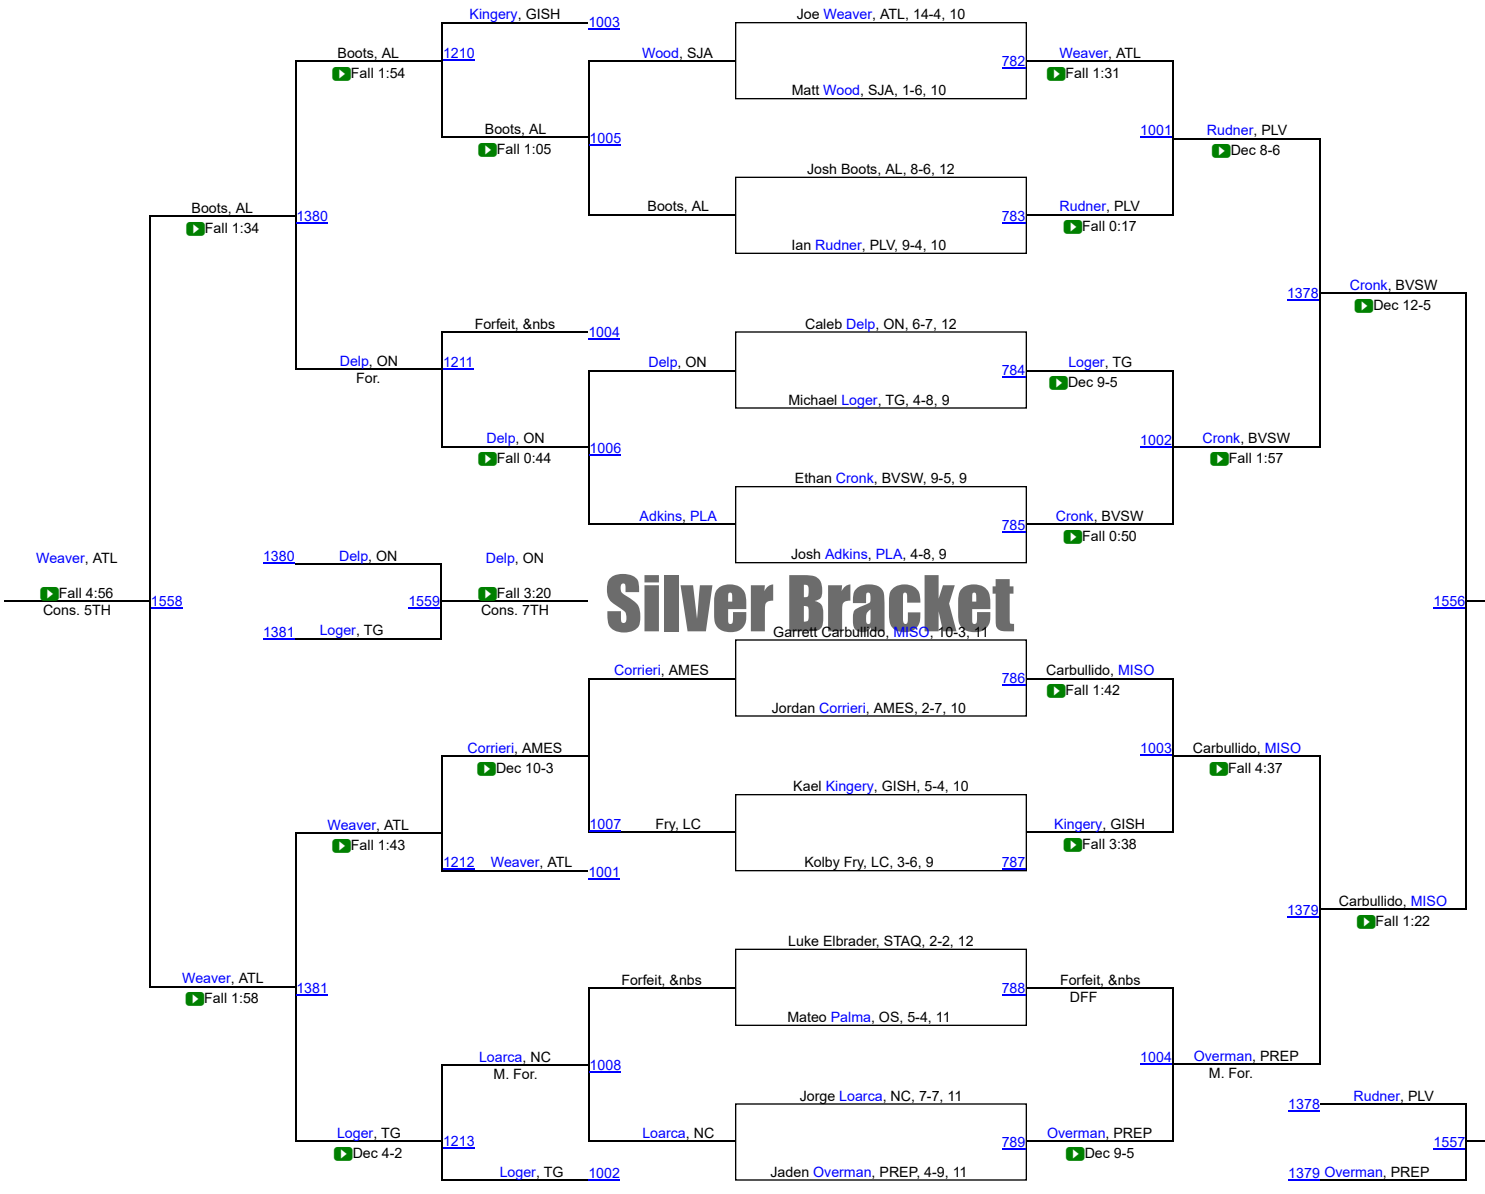 Kingery, GISH
1003
Joe Weaver, ATL, 14-4, 10
Boots, AL
1210
Wood, SJA
782
Weaver, ATL
Fall 1:54
Fall 1:31
Matt Wood, SJA, 1-6, 10
Boots, AL
1005
1001
Rudner, PLV
Fall 1:05
Dec 8-6
Josh Boots, AL, 8-6, 12
Boots, AL
1380
Boots, AL
783
Rudner, PLV
Fall 1:34
Fall 0:17
Ian Rudner, PLV, 9-4, 10
1378
Cronk, BVSW
Dec 12-5
Forfeit, &nbs
1004
Caleb Delp, ON, 6-7, 12
Delp, ON
1211
Delp, ON
784
Loger, TG
For.
Dec 9-5
Michael Loger, TG, 4-8, 9
Delp, ON
1006
1002
Cronk, BVSW
Fall 0:44
Fall 1:57
Ethan Cronk, BVSW, 9-5, 9
Adkins, PLA
785
Cronk, BVSW
Fall 0:50
Josh Adkins, PLA, 4-8, 9
Weaver, ATL
1380
Delp, ON
Delp, ON
Fall 4:56
Fall 3:20
Cons. 5TH
1558
1559
Cons. 7TH
Silver Bracket
1556
1381
Loger, TG
Garrett Carbullido, MISO, 10-3, 11
Corrieri, AMES
786
Carbullido, MISO
Fall 1:42
Jordan Corrieri, AMES, 2-7, 10
Corrieri, AMES
1003
Carbullido, MISO
Dec 10-3
Fall 4:37
Kael Kingery, GISH, 5-4, 10
Weaver, ATL
1007
Fry, LC
Kingery, GISH
Fall 1:43
Fall 3:38
1212
Weaver, ATL
1001
Kolby Fry, LC, 3-6, 9
787
1379
Carbullido, MISO
Fall 1:22
Luke Elbrader, STAQ, 2-2, 12
Weaver, ATL
1381
Forfeit, &nbs
788
Forfeit, &nbs
Fall 1:58
DFF
Mateo Palma, OS, 5-4, 11
Loarca, NC
1008
1004
Overman, PREP
M. For.
M. For.
Jorge Loarca, NC, 7-7, 11
1378
Rudner, PLV
Loger, TG
1213
Loarca, NC
789
Overman, PREP
1557
Dec 4-2
Dec 9-5
Loger, TG
1002
Jaden Overman, PREP, 4-9, 11
1379
Overman, PREP